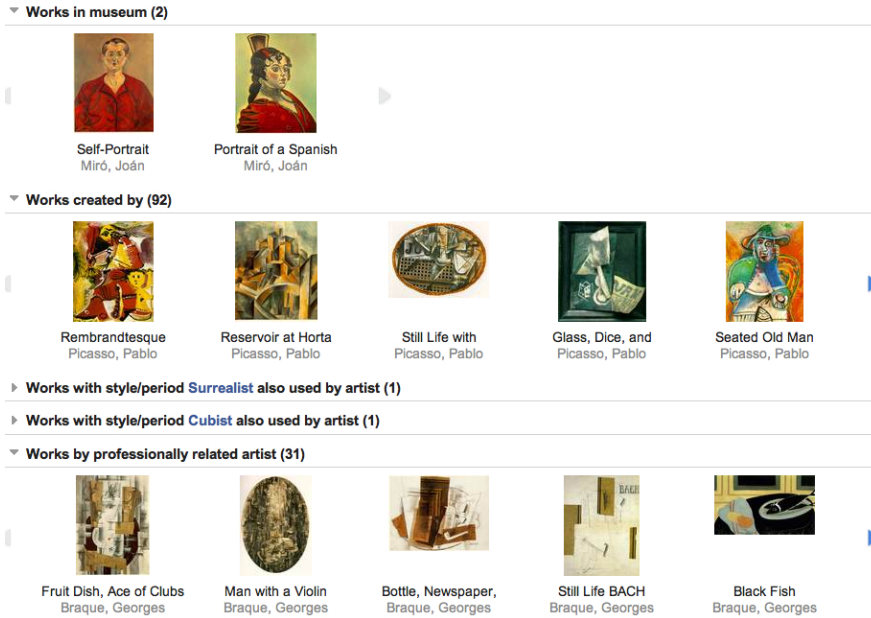 Works in museum (2)
Self-Portrait
Miró, Joán
Portrait of a Spanish
Miró, Joán
Works created by (92)
Rembrandtesque
Picasso, Pablo
Reservoir at Horta
Picasso, Pablo
Still Life with
Picasso, Pablo
Glass, Dice, and
Picasso, Pablo
Seated Old Man
Picasso, Pablo
Works with style/period Surrealist also used by artist (1)
Works with style/period Cubist also used by artist (1)
Works by professionally related artist (31)
BACH
Fruit Dish, Ace of Clubs
Braque, Georges
Man with a Violin
Braque, Georges
Bottle, Newspaper,
Braque, Georges
Still Life BACH
Braque, Georges
Black Fish
Braque, Georges